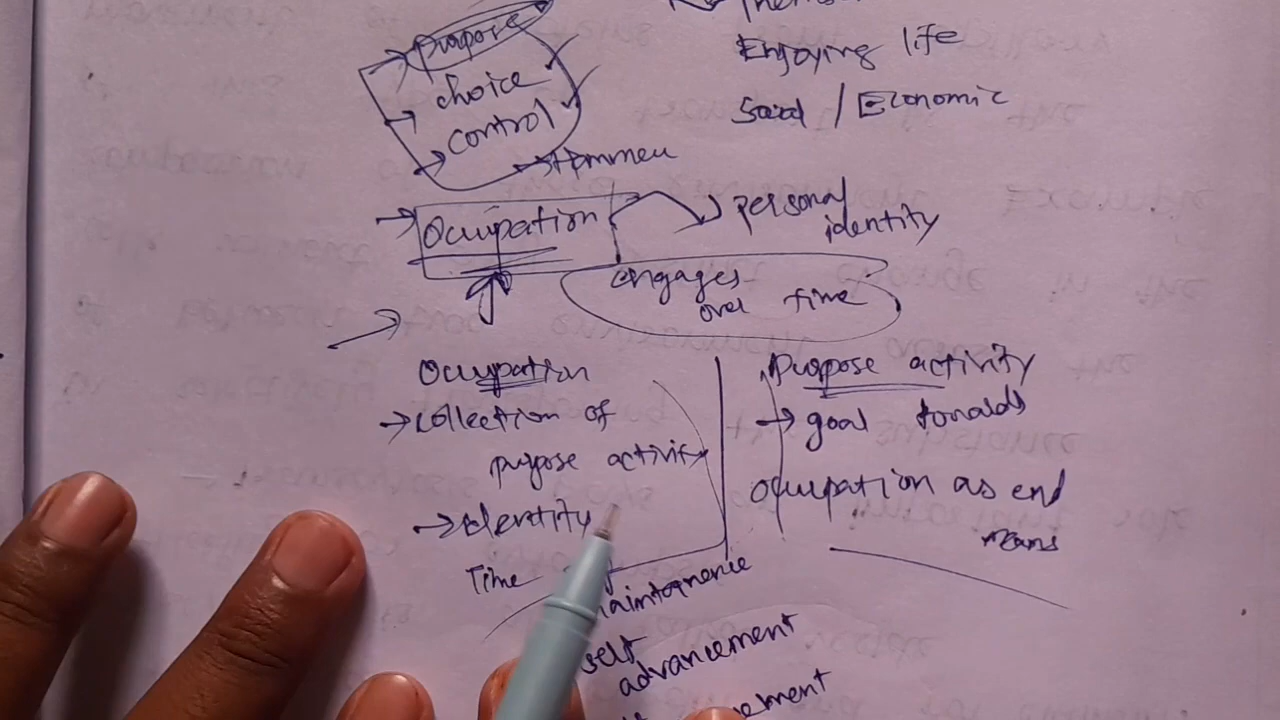 purpose
choice
control
Enjoying life
Social / Economic
Occupation
personal
identity
engages
over time
Occupation
→ collection of
purpose activity
→ Identity
Time
Purpose activity
→ goal towards
occupation as end
means
self
advancement